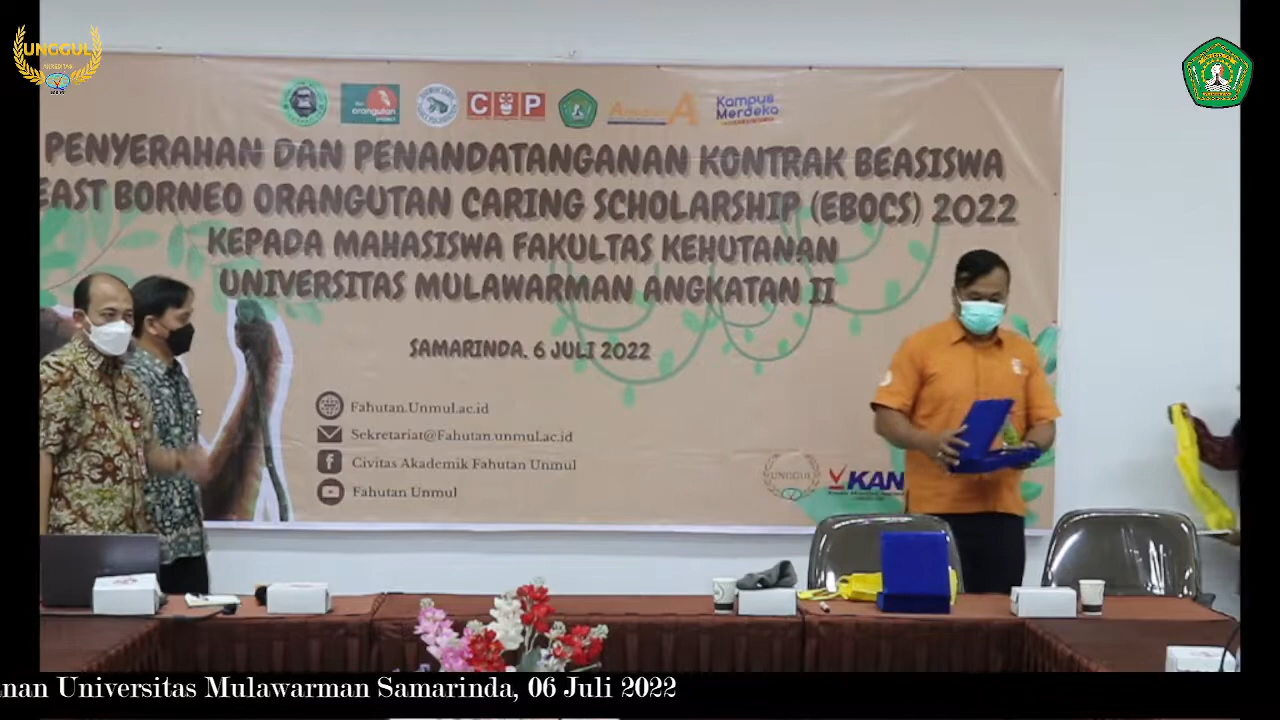 UNGGUL
orangutan
COP
Kampus
Merdeka
PENYERAHAN DAN PENANDATANGANAN KONTRAK BEASISWA
EAST BORNEO ORANGUTAN CARING SCHOLARSHIP (EBOCS) 2022
KEPADA MAHASISWA FAKULTAS KEHUTANAN
UNIVERSITAS MULAWARMAN ANGKATAN II
SAMARINDA, 6 JULI 2022
Fahutan.Unmul.ac.id
Sekretariat@Fahutan.unmul.ac.id
Civitas Akademik Fahutan Unmul
Fahutan Unmul
UNGGUL
KAN
nan Universitas Mulawarman Samarinda, 06 Juli 2022